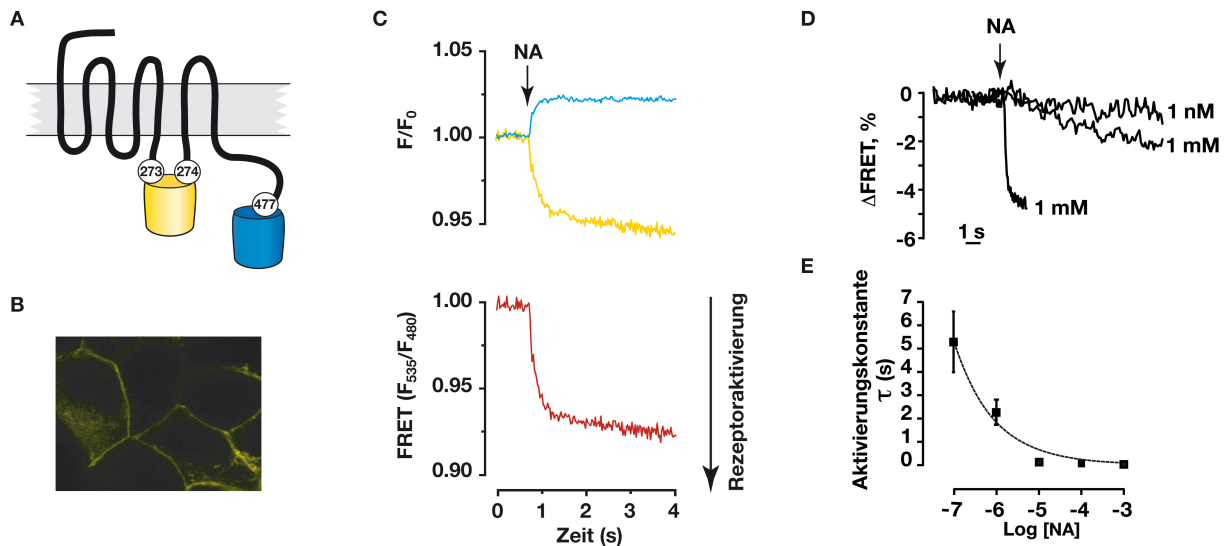 A
273
274
477
B
C
NA
1.05
1.00
0.95
F/F0
1.00
0.95
0.90
FRET (F535/F480)
0
1
2
3
4
Zeit (s)
Rezeptoraktivierung
D
NA
0
-2
-4
-6
ΔFRET, %
1 nM
1 mM
1 mM
1 s
E
7
6
5
4
3
2
1
0
Aktivierungskonstante
τ (s)
-7
-6
-5
-4
-3
Log [NA]